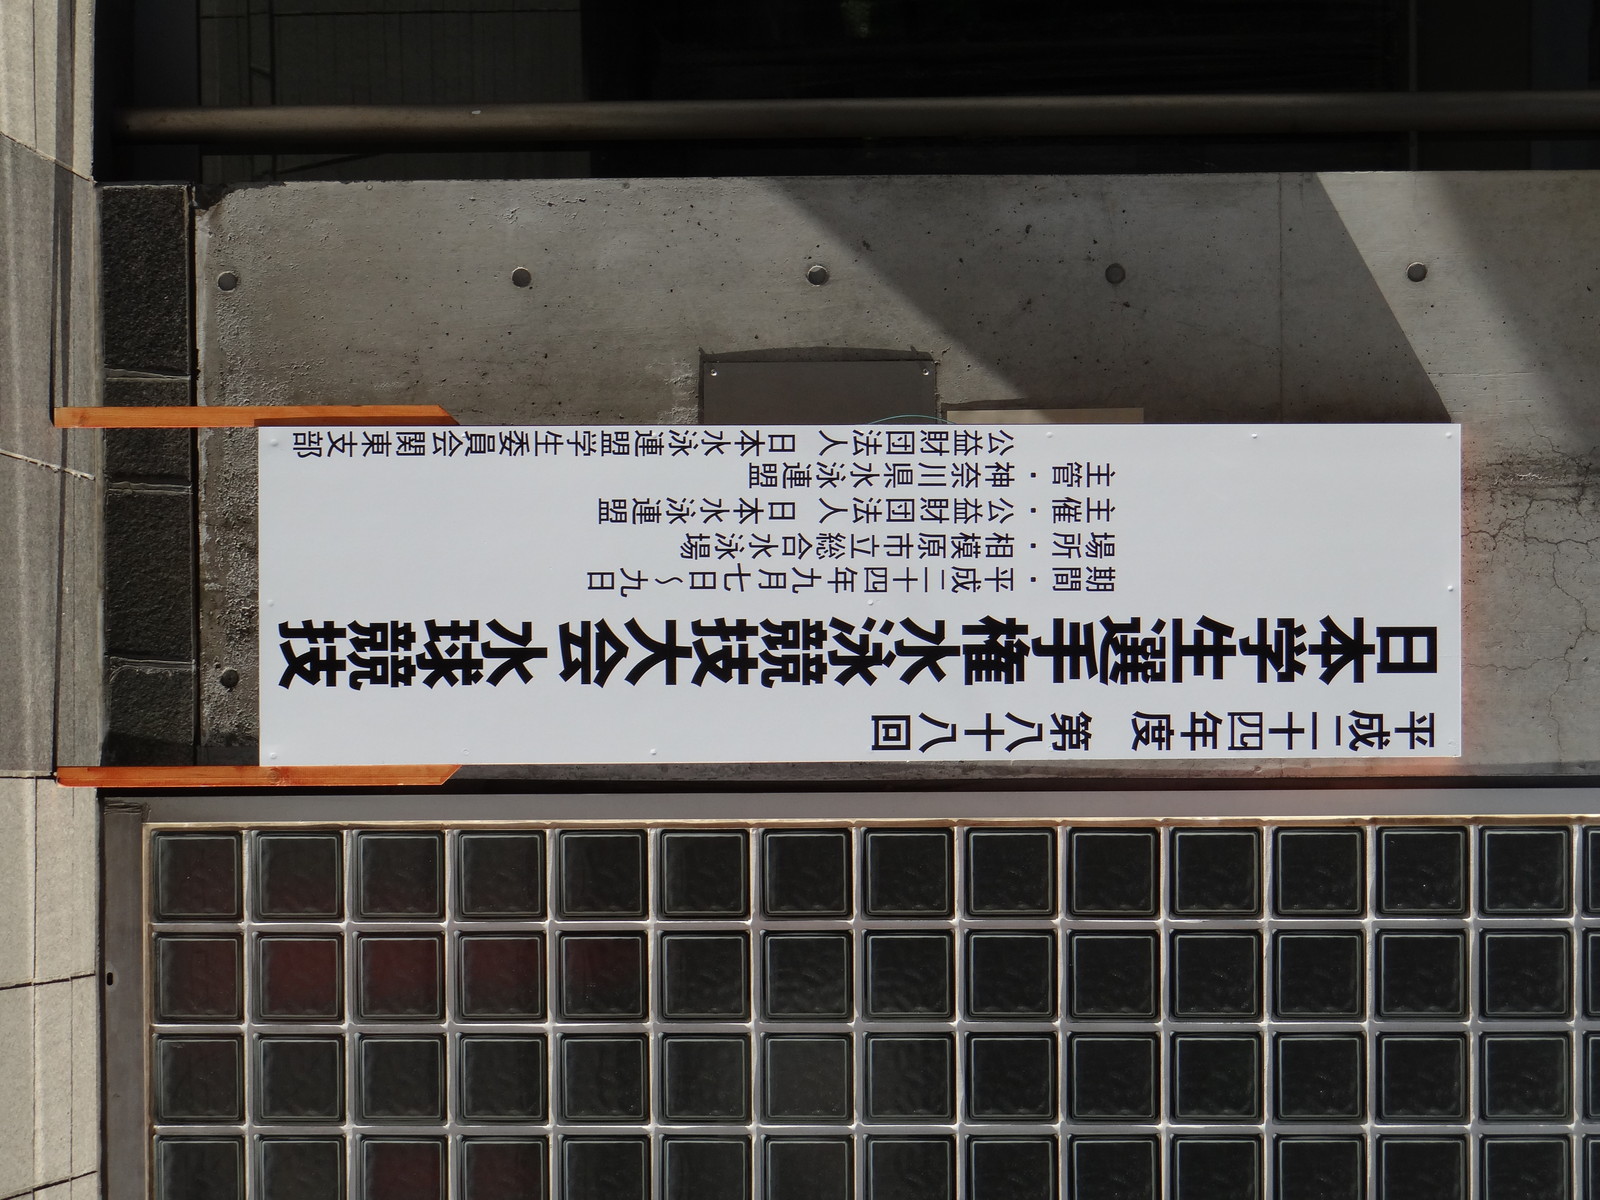 平成二十四年度 第八十八回
日本学生選手権水泳競技大会 水球競技
期間・平成二十四年九月七日〜九日
場所・相模原市立総合水泳場
主催・公益財団法人 日本水泳連盟
主管・神奈川県水泳連盟
公益財団法人 日本水泳連盟学生委員会関東支部